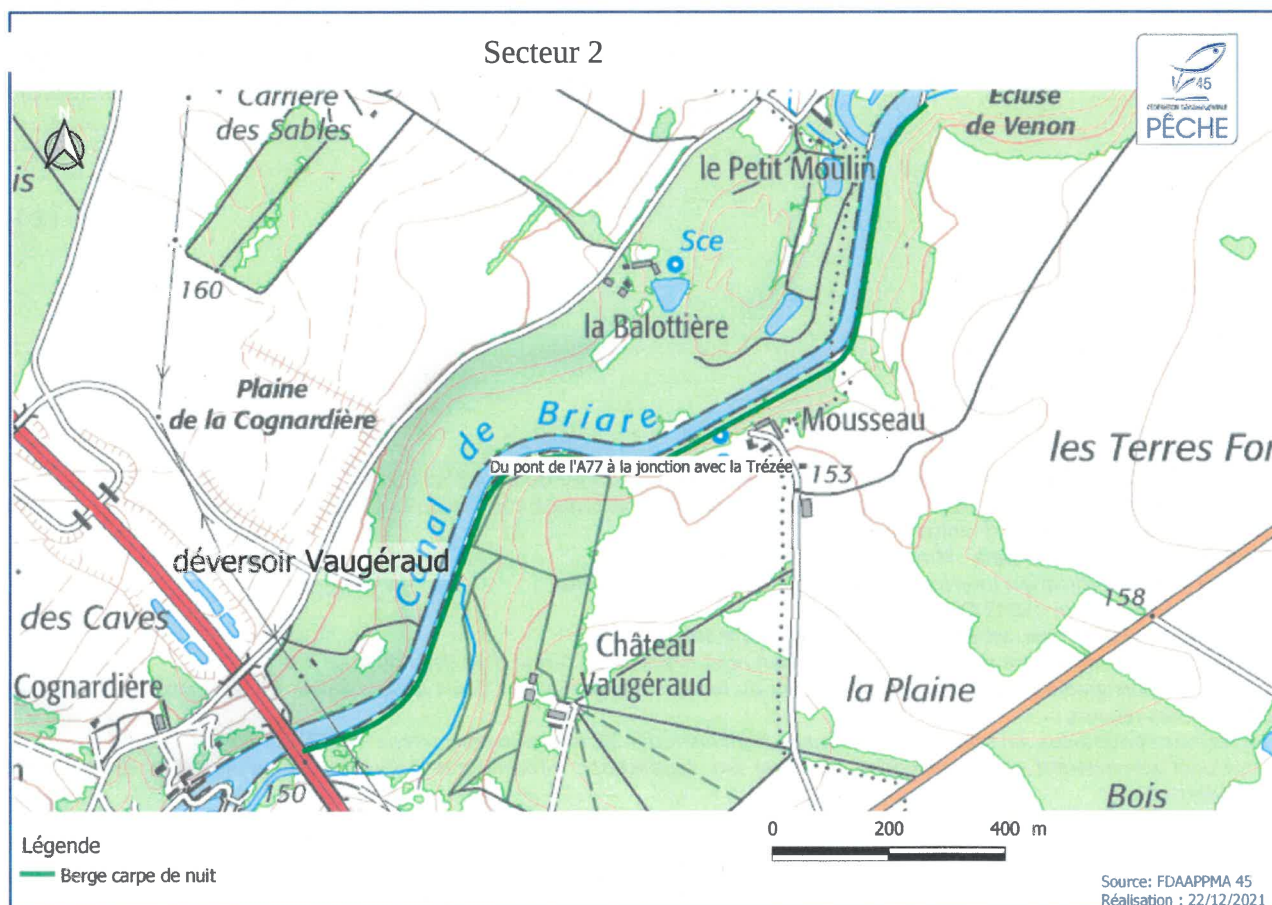 Secteur 2
45
PÊCHE
Carrière
des Sables
Ecluse
de Venon
is
le Petit Moulin
Sce
160
la Balottière
Plaine
de la Cognardière
Canal de Briare
Mousseau
les Terres For
Du pont de l'A77 à la jonction avec la Trézée
153
déversoir Vaugéraud
des Caves
158
Château
Vaugéraud
Cognardière
la Plaine
150
Bois
0 200 400 m
Légende
Berge carpe de nuit
Source: FDAAPPMA 45
Réalisation : 22/12/2021